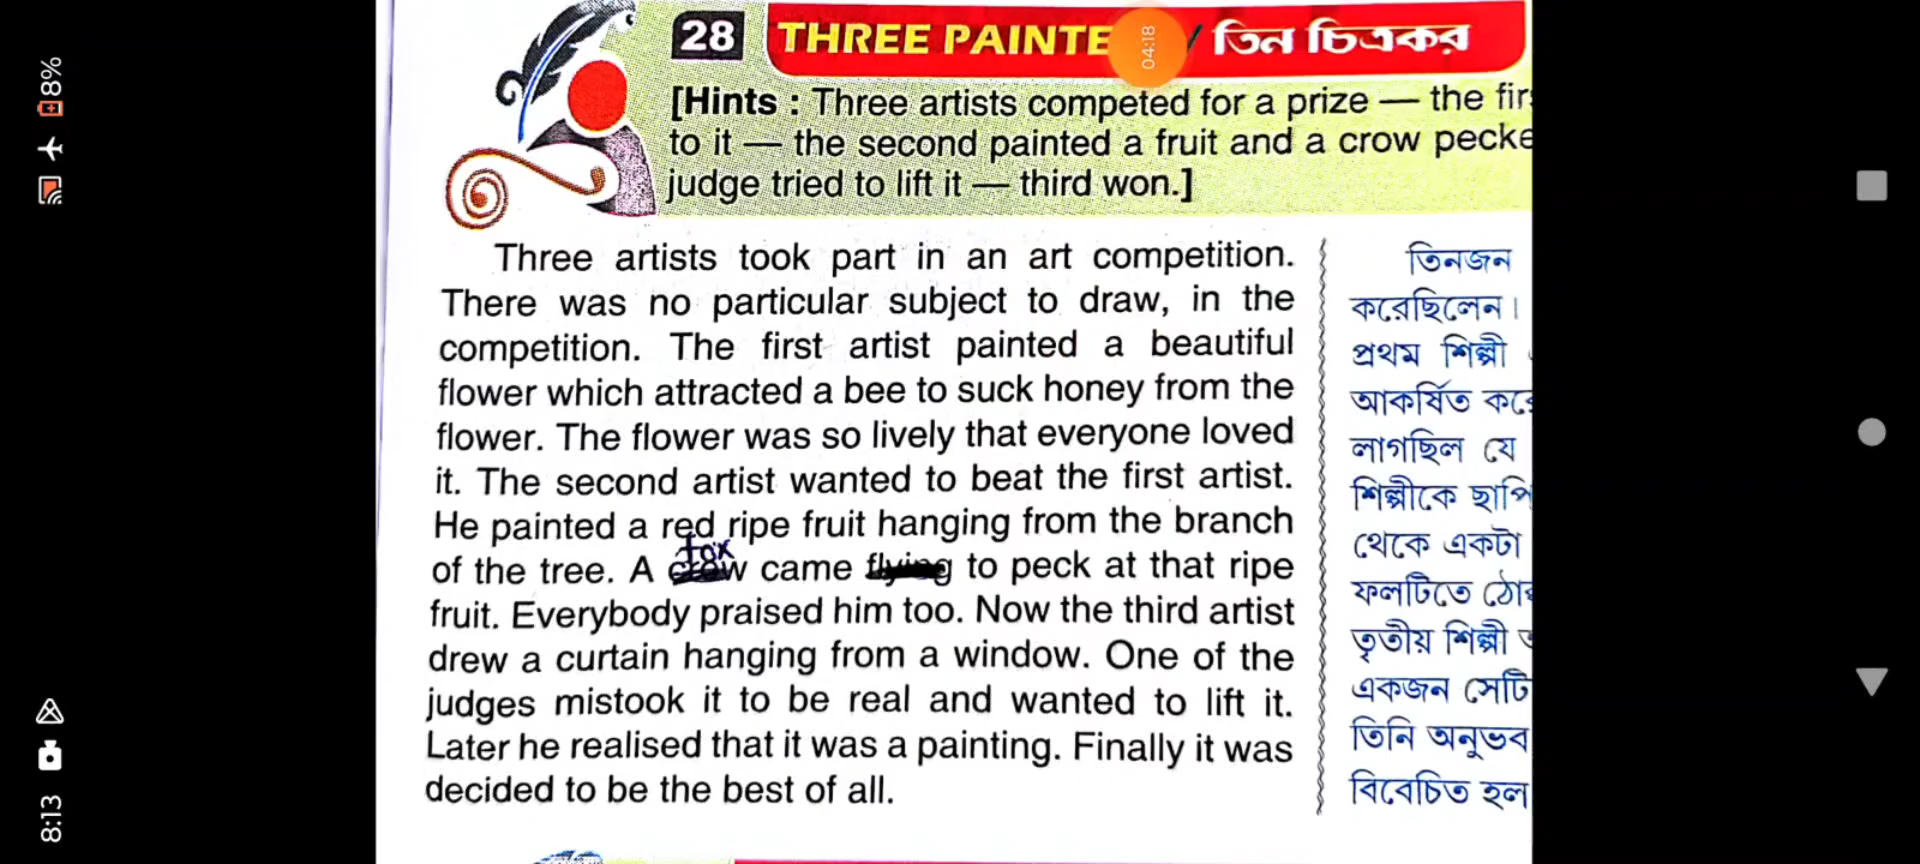 28 THREE PAINTE / তিন চিত্রকর
04:18
[Hints : Three artists competed for a prize — the
to it — the second painted a fruit and a crow
judge tried to lift it — third won.]
Three artists took part in an art competition.
There was no particular subject to draw, in the
competition. The first artist painted a beautiful
flower which attracted a bee to suck honey from the
flower. The flower was so lively that everyone loved
it. The second artist wanted to beat the first artist.
He painted a red ripe fruit hanging from the branch
fox
of the tree. A crow came flying to peck at that ripe
fruit. Everybody praised him too. Now the third artist
drew a curtain hanging from a window. One of the
judges mistook it to be real and wanted to lift it.
Later he realised that it was a painting. Finally it was
decided to be the best of all.
তিনজন
করেছিলেন।
প্রথম শিল্পী
আকর্ষিত
লাগছিল যে
শিল্পীকে
থেকে একটা
ফলটিতে
তৃতীয় শিল্পী
একজন সেটি
তিনি অনুভব
বিবেচিত হল
8%
8:13